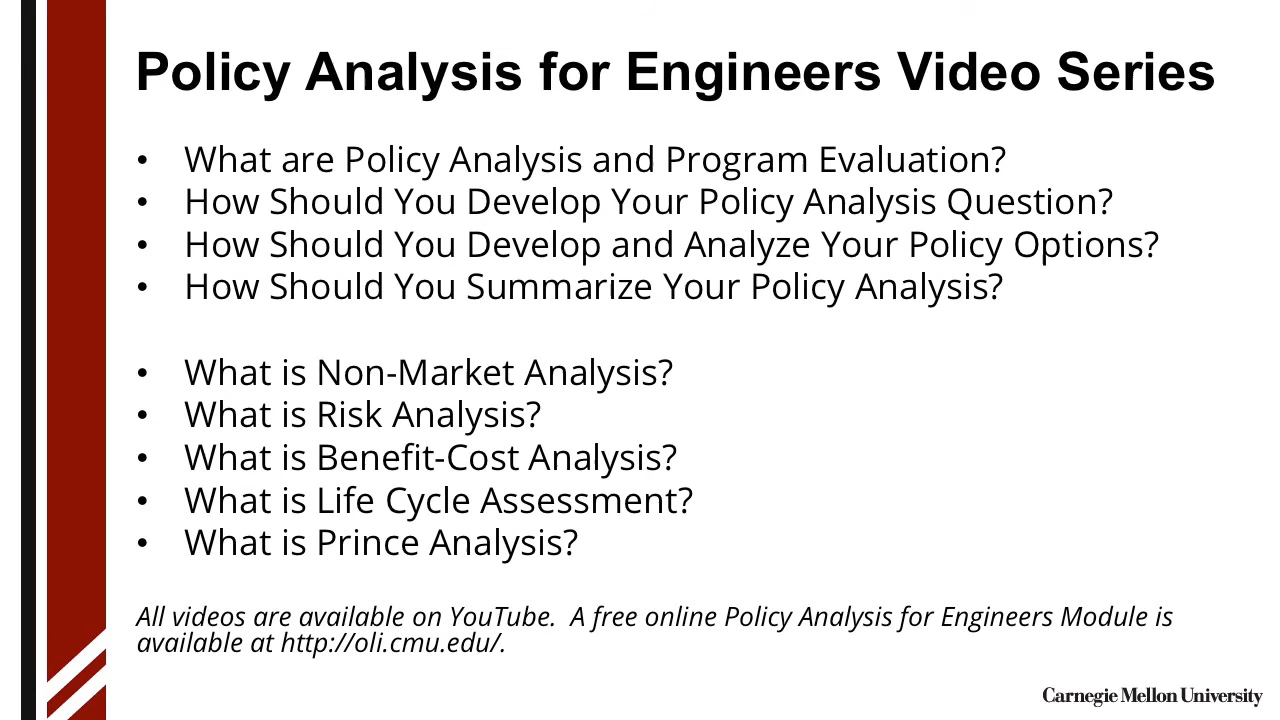 Policy Analysis for Engineers Video Series
• What are Policy Analysis and Program Evaluation?
• How Should You Develop Your Policy Analysis Question?
• How Should You Develop and Analyze Your Policy Options?
• How Should You Summarize Your Policy Analysis?
• What is Non-Market Analysis?
• What is Risk Analysis?
• What is Benefit-Cost Analysis?
• What is Life Cycle Assessment?
• What is Prince Analysis?
All videos are available on YouTube.  A free online Policy Analysis for Engineers Module is
available at http://oli.cmu.edu/.
Carnegie Mellon University